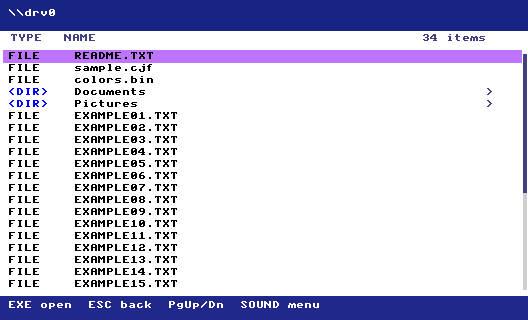 \\drv0
TYPE NAME 34 items
FILE README.TXT
FILE sample.cjf
FILE colors.bin
<DIR> Documents >
<DIR> Pictures >
FILE EXAMPLE01.TXT
FILE EXAMPLE02.TXT
FILE EXAMPLE03.TXT
FILE EXAMPLE04.TXT
FILE EXAMPLE05.TXT
FILE EXAMPLE06.TXT
FILE EXAMPLE07.TXT
FILE EXAMPLE08.TXT
FILE EXAMPLE09.TXT
FILE EXAMPLE10.TXT
FILE EXAMPLE11.TXT
FILE EXAMPLE12.TXT
FILE EXAMPLE13.TXT
FILE EXAMPLE14.TXT
FILE EXAMPLE15.TXT
EXE open ESC back PgUp/Dn SOUND menu